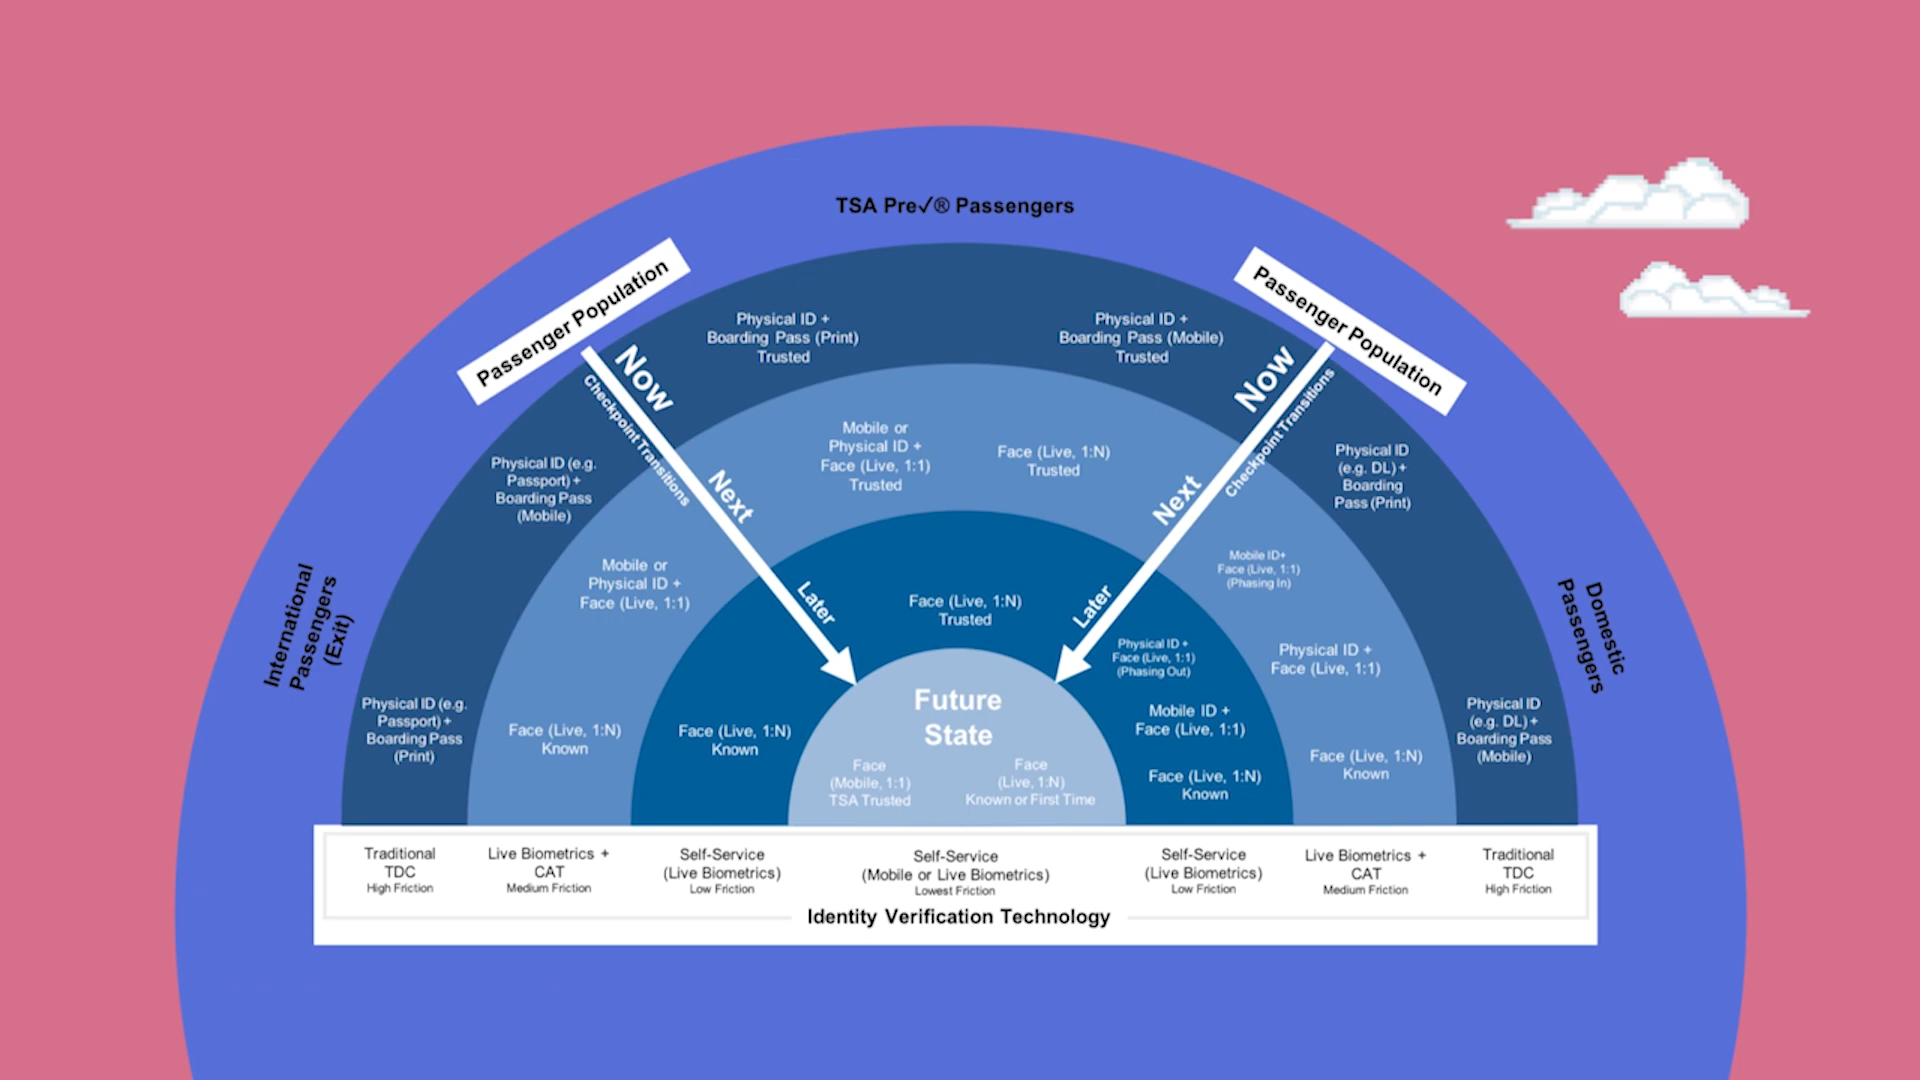 TSA Pre✓® Passengers
Passenger Population
Passenger Population
Now
Checkpoint Transitions
Next
Later
Now
Checkpoint Transitions
Next
Later
Physical ID +
Boarding Pass (Print)
Trusted
Physical ID +
Boarding Pass (Mobile)
Trusted
Mobile or
Physical ID +
Face (Live, 1:1)
Trusted
Face (Live, 1:N)
Trusted
Face (Live, 1:N)
Trusted
International
Passengers
(Exit)
Physical ID (e.g.
Passport) +
Boarding Pass
(Mobile)
Physical ID (e.g.
Passport) +
Boarding Pass
(Print)
Mobile or
Physical ID +
Face (Live, 1:1)
Face (Live, 1:N)
Known
Face (Live, 1:N)
Known
Domestic
Passengers
Physical ID
(e.g. DL) +
Boarding
Pass (Print)
Physical ID
(e.g. DL) +
Boarding Pass
(Mobile)
Mobile ID+
Face (Live, 1:1)
(Phasing In)
Physical ID +
Face (Live, 1:1)
Face (Live, 1:N)
Known
Physical ID +
Face (Live, 1:1)
(Phasing Out)
Mobile ID +
Face (Live, 1:1)
Face (Live, 1:N)
Known
Future
State
Face
(Mobile, 1:1)
TSA Trusted
Face
(Live, 1:N)
Known or First Time
Traditional
TDC
High Friction
Live Biometrics +
CAT
Medium Friction
Self-Service
(Live Biometrics)
Low Friction
Self-Service
(Mobile or Live Biometrics)
Lowest Friction
Self-Service
(Live Biometrics)
Low Friction
Live Biometrics +
CAT
Medium Friction
Traditional
TDC
High Friction
Identity Verification Technology